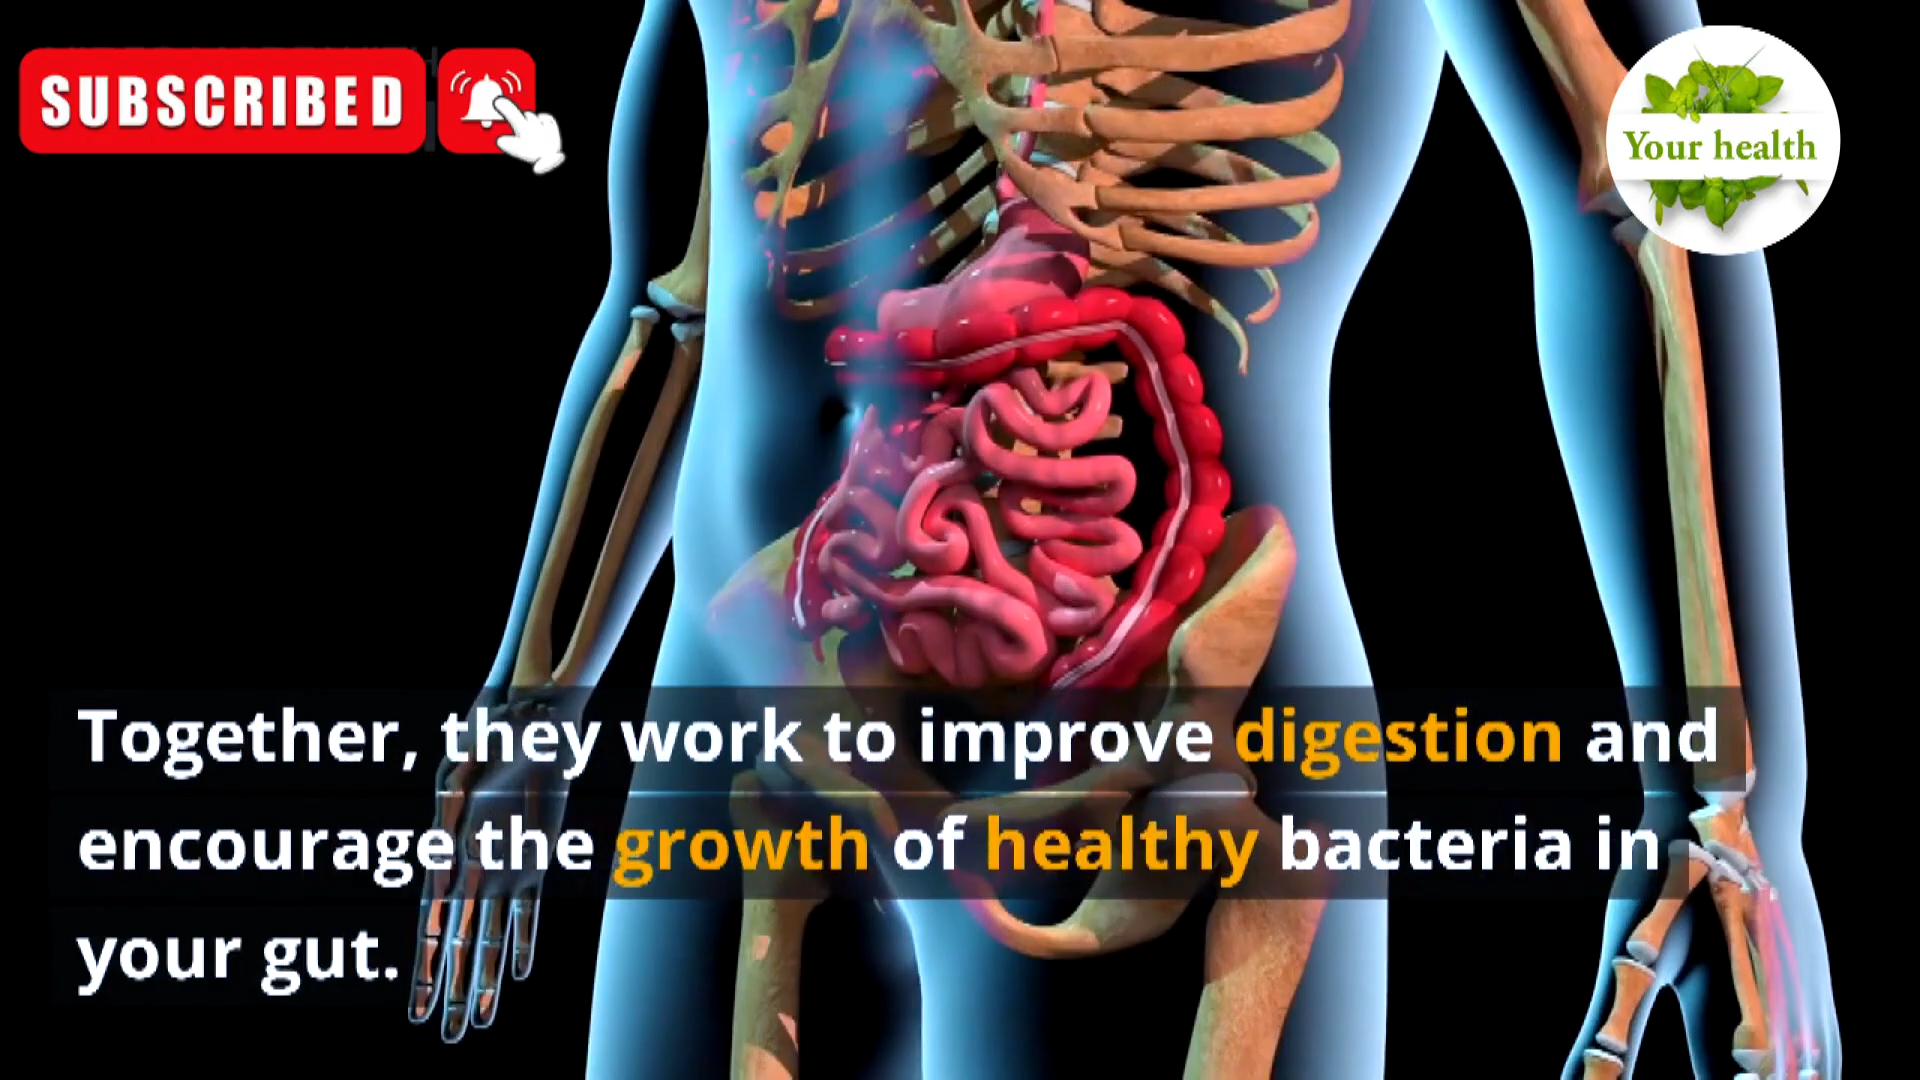 SUBSCRIBED
Your health
Together, they work to improve digestion and
encourage the growth of healthy bacteria in
your gut.